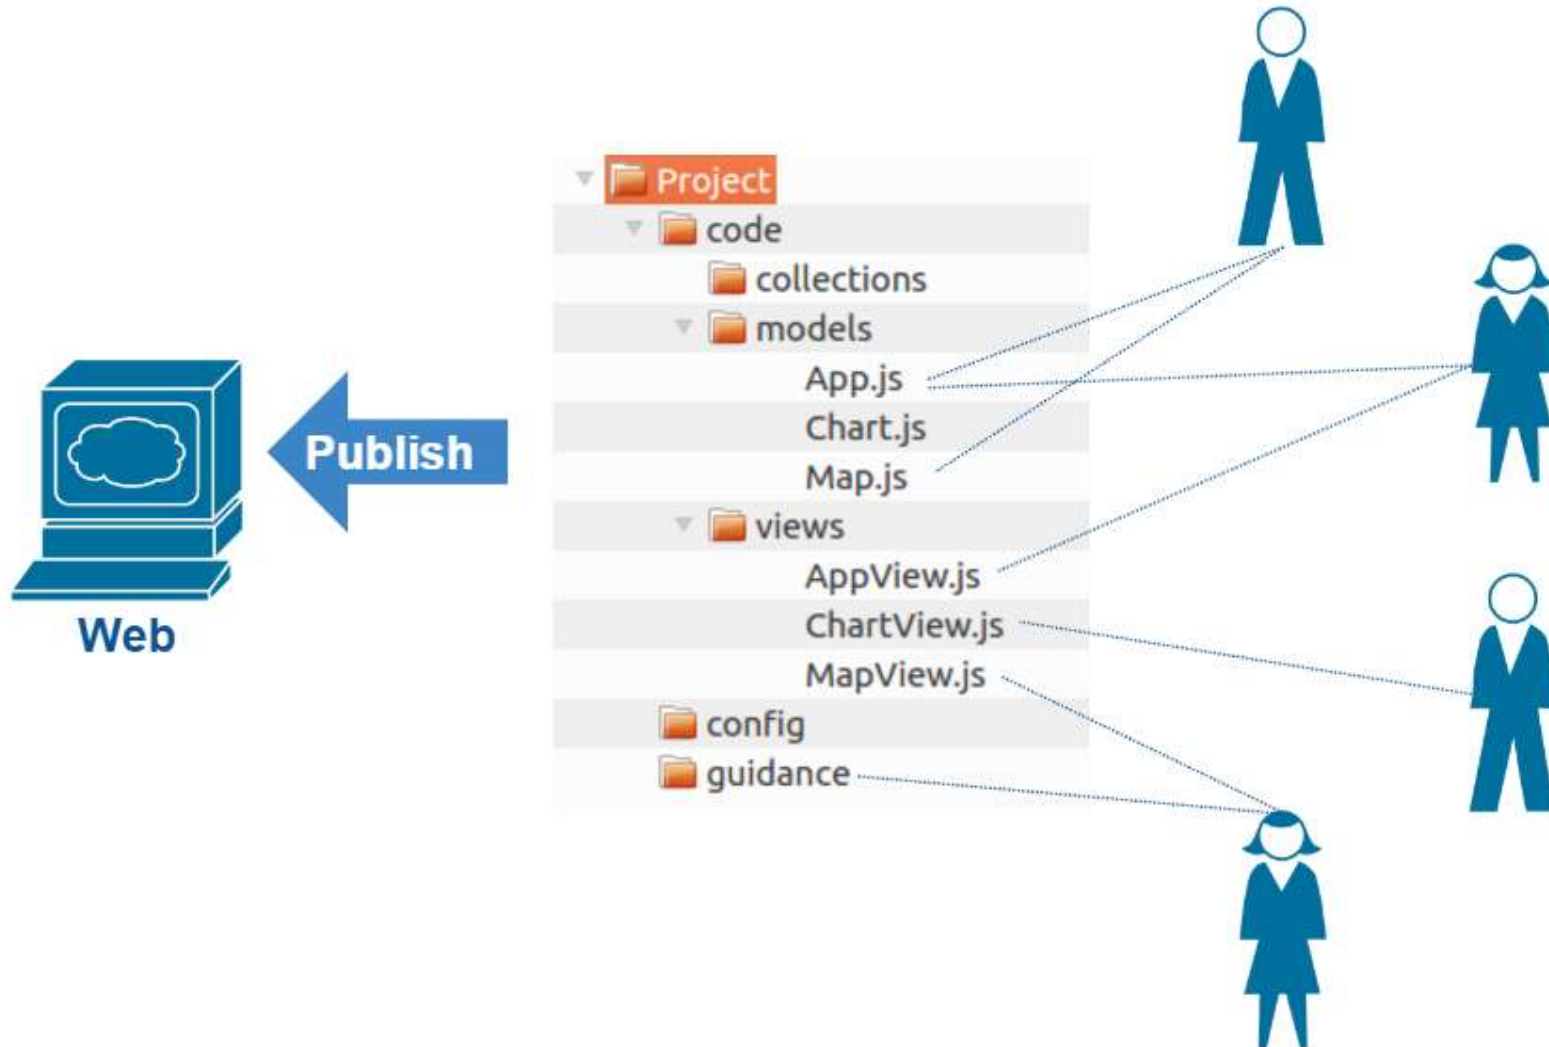 Project
code
collections
models
App.js
Chart.js
Map.js
views
AppView.js
ChartView.js
MapView.js
config
guidance
Publish
Web